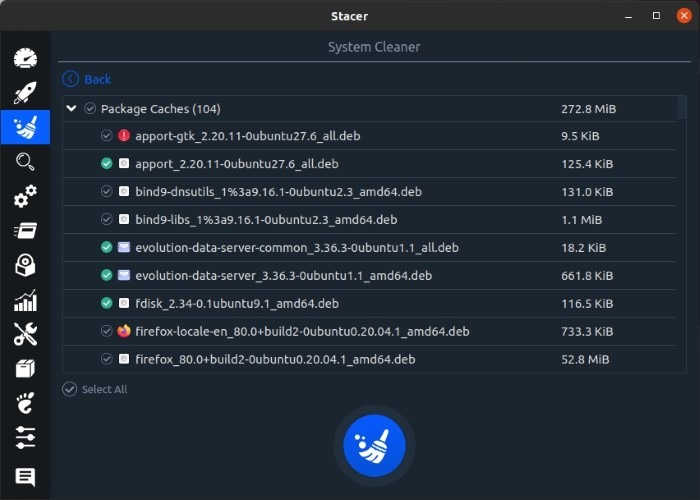 Stacer
System Cleaner
Back
Package Caches (104) 272.8 MiB
apport-gtk_2.20.11-0ubuntu27.6_all.deb 9.5 KiB
apport_2.20.11-0ubuntu27.6_all.deb 125.4 KiB
bind9-dnsutils_1%3a9.16.1-0ubuntu2.3_amd64.deb 131.0 KiB
bind9-libs_1%3a9.16.1-0ubuntu2.3_amd64.deb 1.1 MiB
evolution-data-server-common_3.36.3-0ubuntu1.1_all.deb 18.2 KiB
evolution-data-server_3.36.3-0ubuntu1.1_amd64.deb 661.8 KiB
fdisk_2.34-0.1ubuntu9.1_amd64.deb 116.5 KiB
firefox-locale-en_80.0+build2-0ubuntu0.20.04.1_amd64.deb 733.3 KiB
firefox_80.0+build2-0ubuntu0.20.04.1_amd64.deb 52.8 MiB
Select All